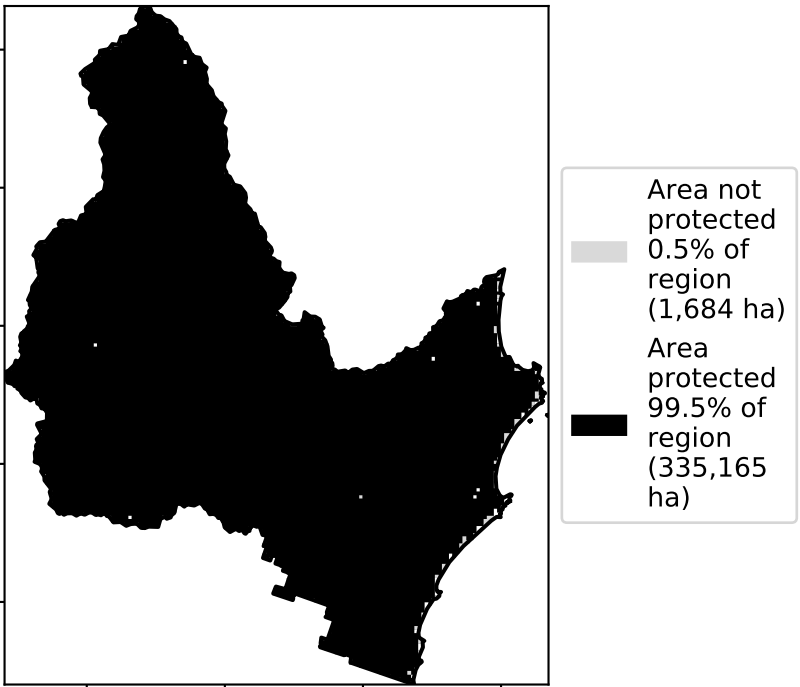 Area not
protected
0.5% of
region
(1,684 ha)
Area
protected
99.5% of
region
(335,165
ha)